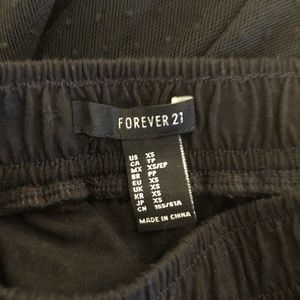 FOREVER 21
US XS
CA TP
MX XS/EP
BR PP
EU XS
UK XS
KR XS
JP XS
CN 155/61A
MADE IN CHINA